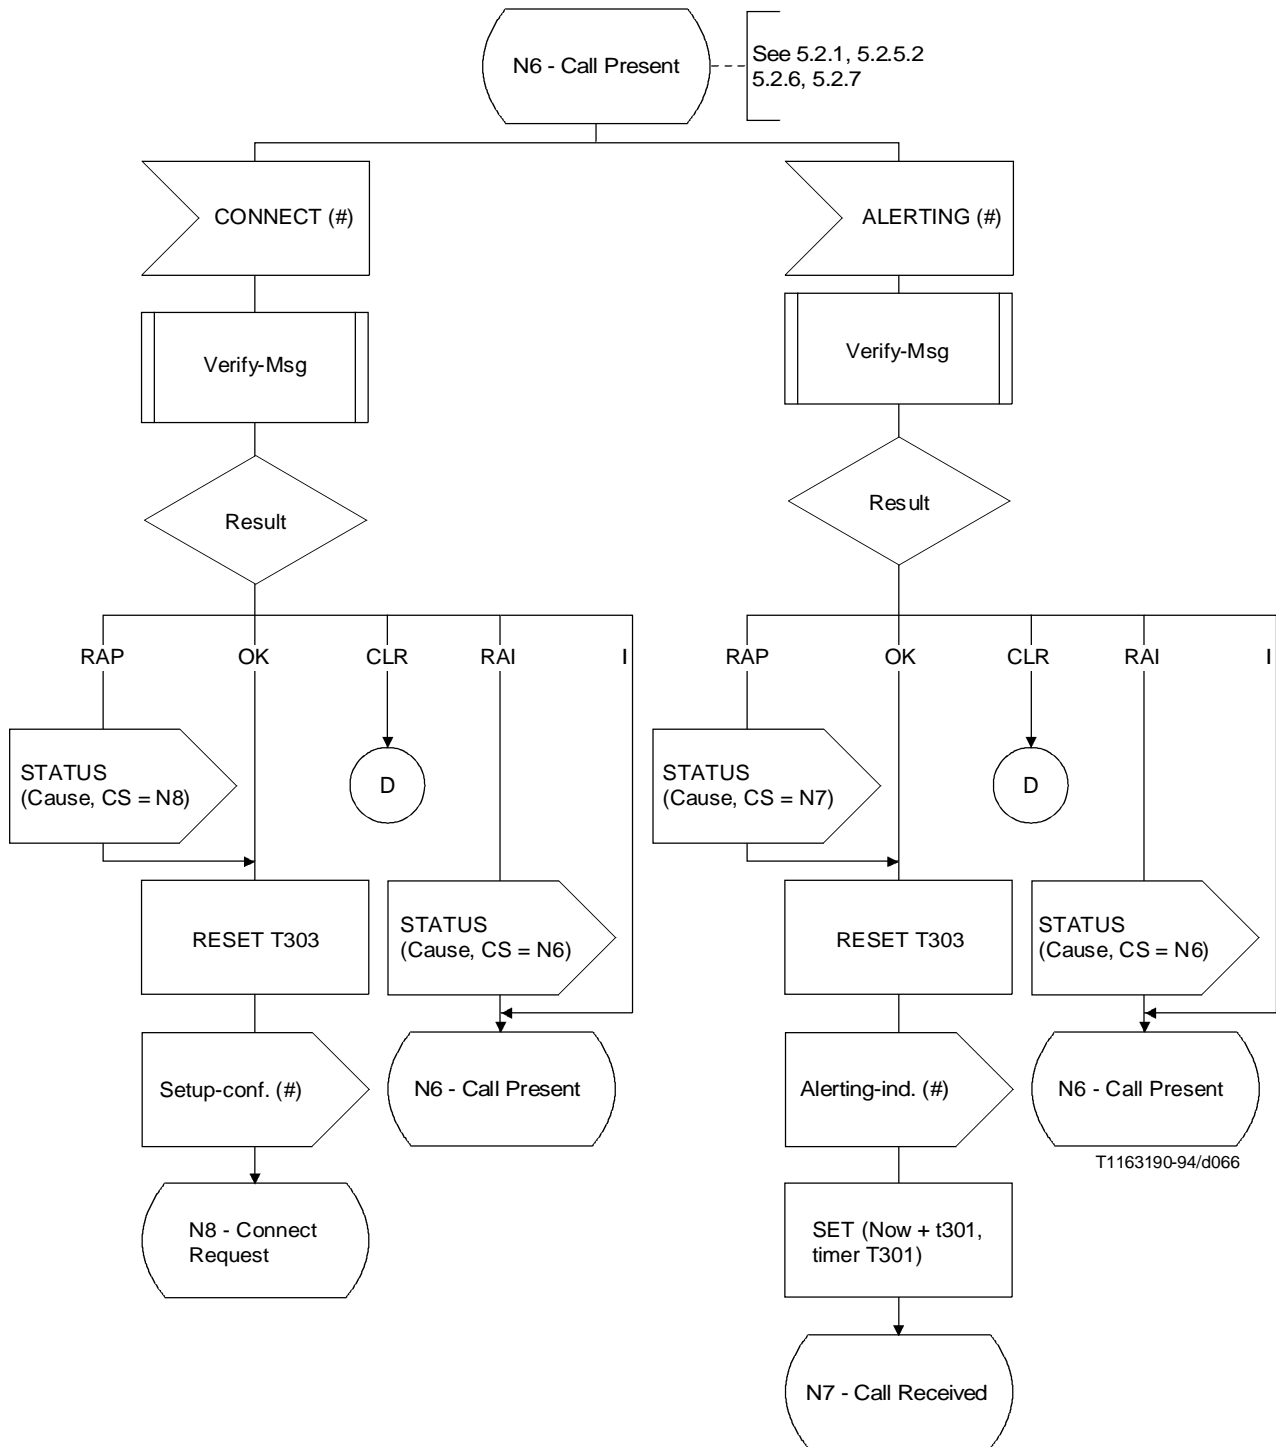 N6 - Call Present
See 5.2.1, 5.2.5.2
5.2.6, 5.2.7
CONNECT (#)
ALERTING (#)
Verify-Msg
Verify-Msg
Result
Result
RAP
OK
CLR
RAI
I
RAP
OK
CLR
RAI
I
STATUS
(Cause, CS = N8)
D
STATUS
(Cause, CS = N7)
D
RESET T303
STATUS
(Cause, CS = N6)
RESET T303
STATUS
(Cause, CS = N6)
Setup-conf. (#)
N6 - Call Present
Alerting-ind. (#)
N6 - Call Present
T1163190-94/d066
N8 - Connect
Request
SET (Now + t301,
timer T301)
N7 - Call Received